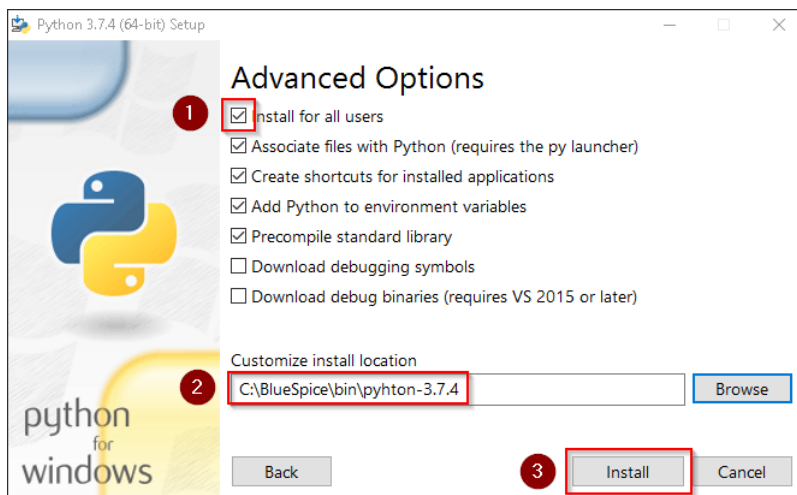 Python 3.7.4 (64-bit) Setup
Advanced Options
1
Install for all users
Associate files with Python (requires the py launcher)
Create shortcuts for installed applications
Add Python to environment variables
Precompile standard library
Download debugging symbols
Download debug binaries (requires VS 2015 or later)
Customize install location
2
C:\BlueSpice\bin\pyhton-3.7.4
Browse
python
for
windows
Back
3
Install
Cancel